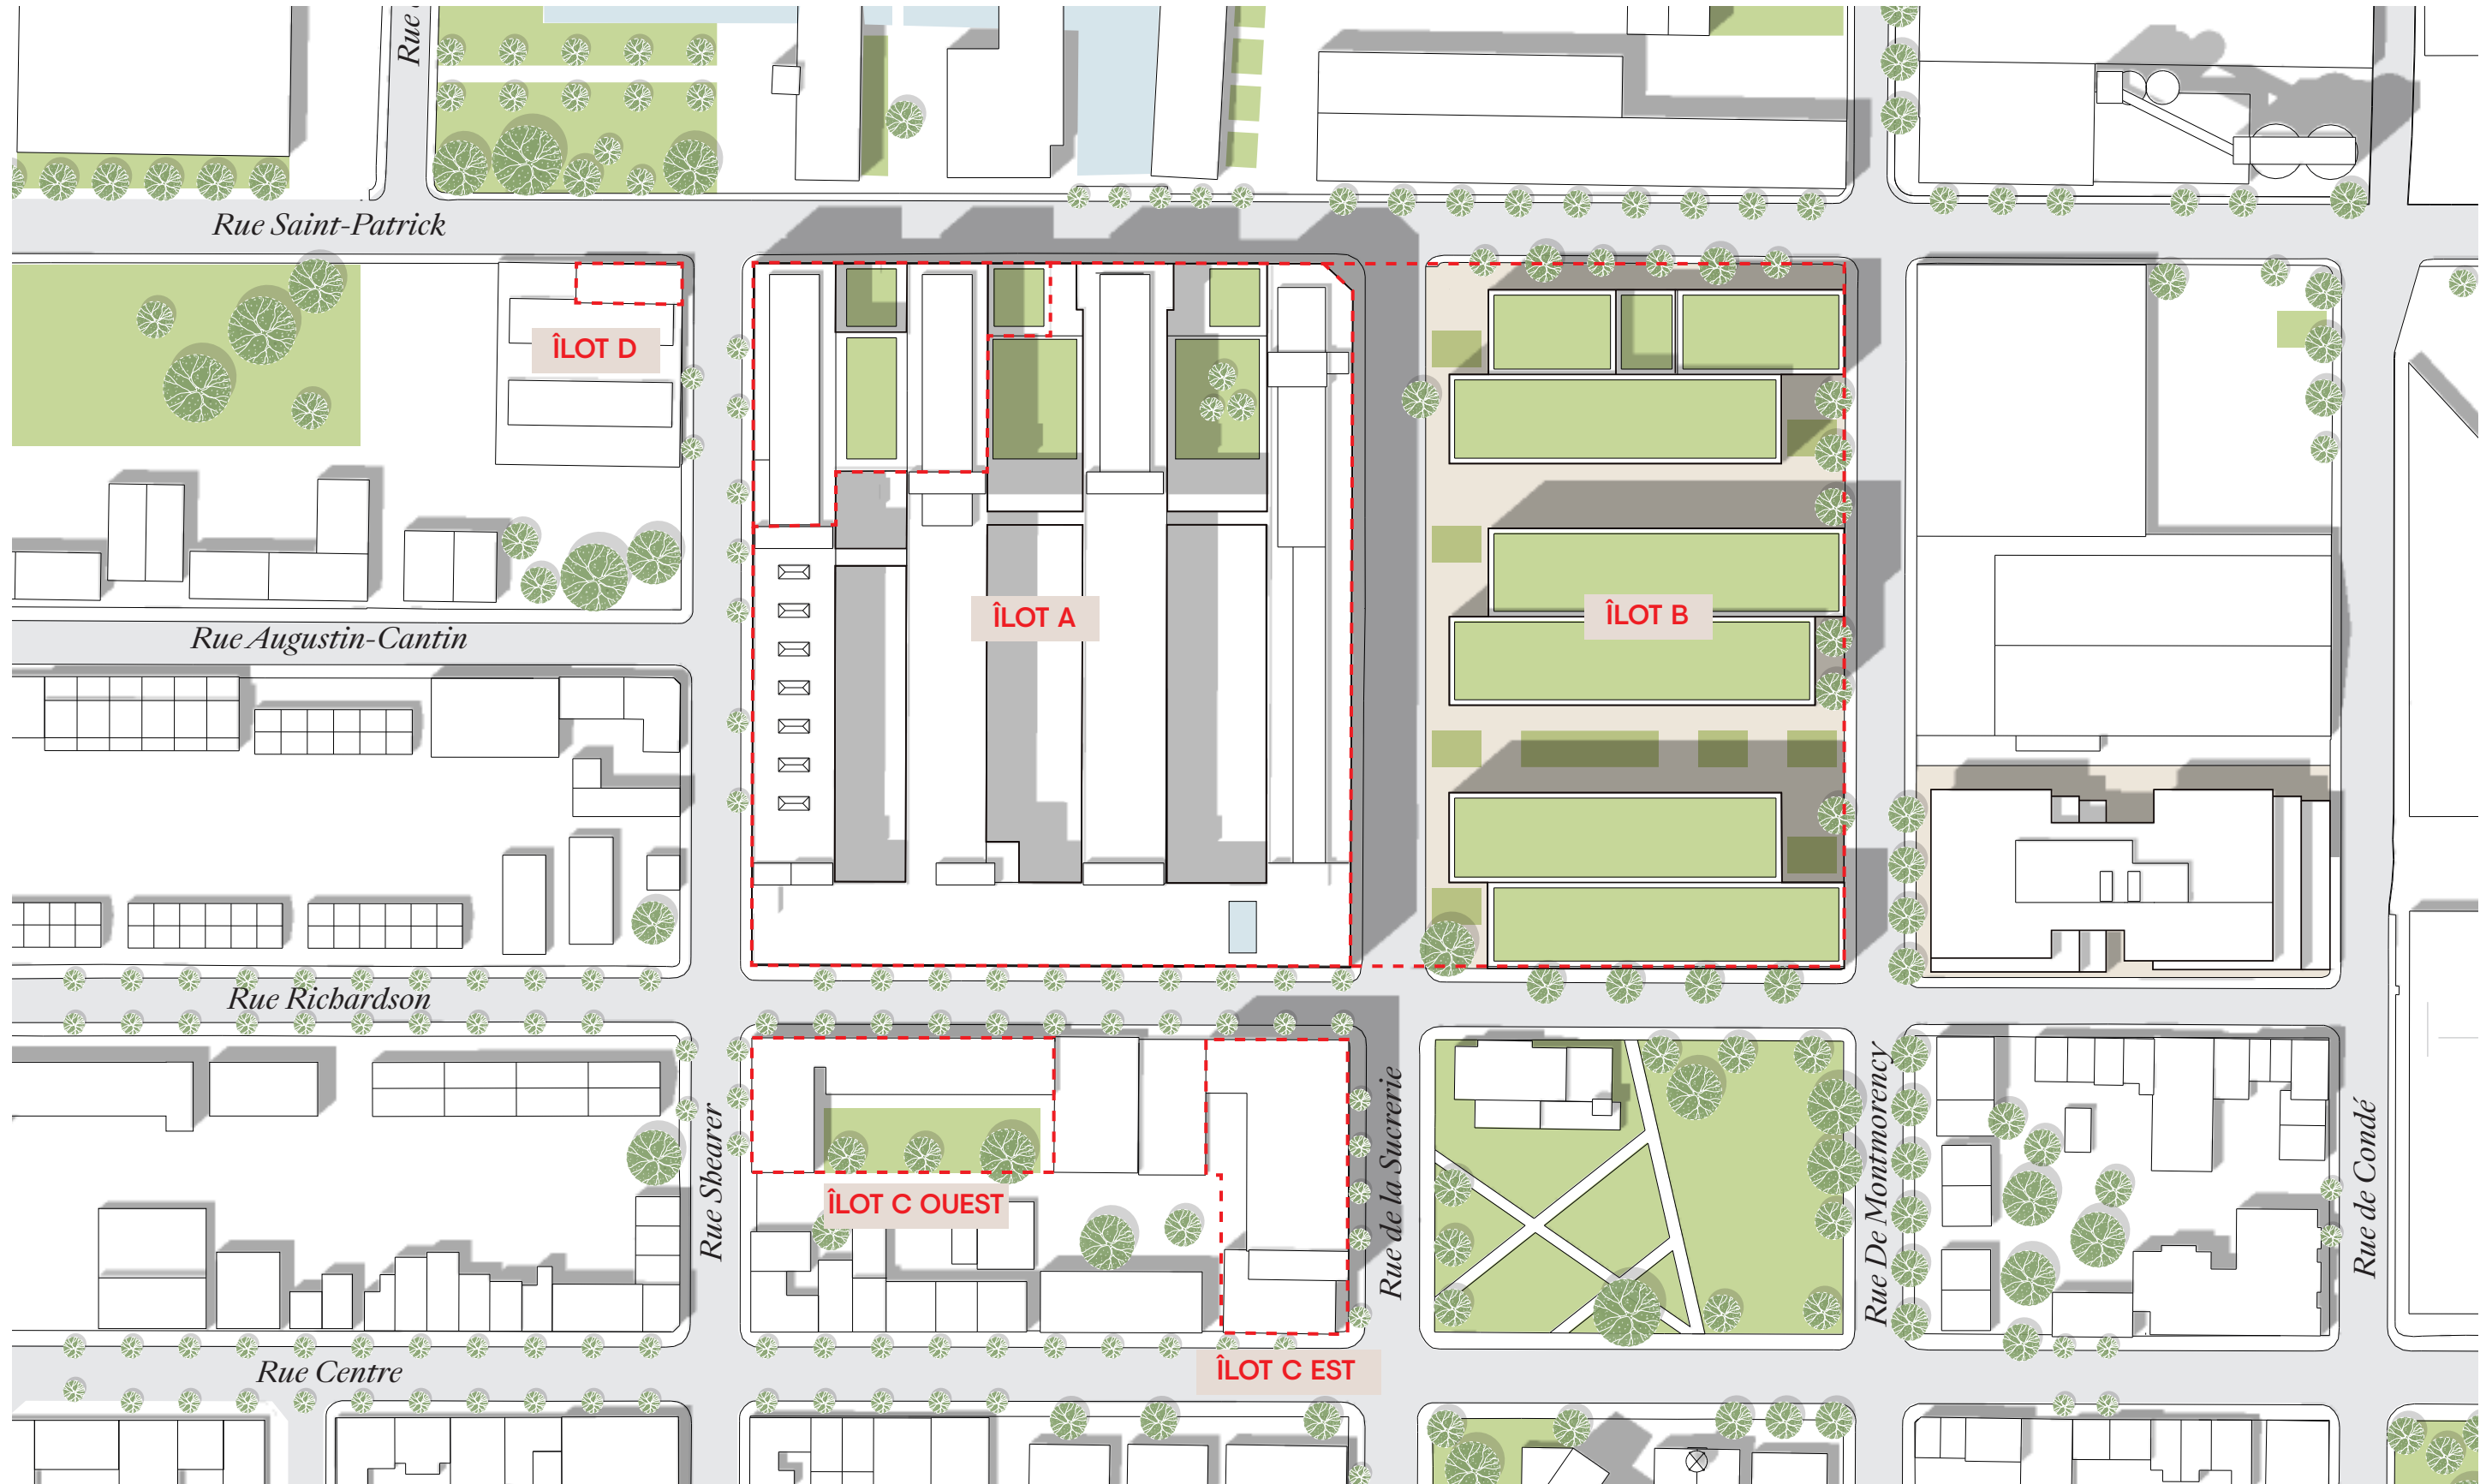 Rue
Rue Saint-Patrick
ÎLOT D
ÎLOT A
ÎLOT B
Rue Augustin-Cantin
Rue Richardson
Rue Shearer
ÎLOT C OUEST
Rue de la Sucrerie
Rue De Montmorency
Rue de Condé
Rue Centre
ÎLOT C EST